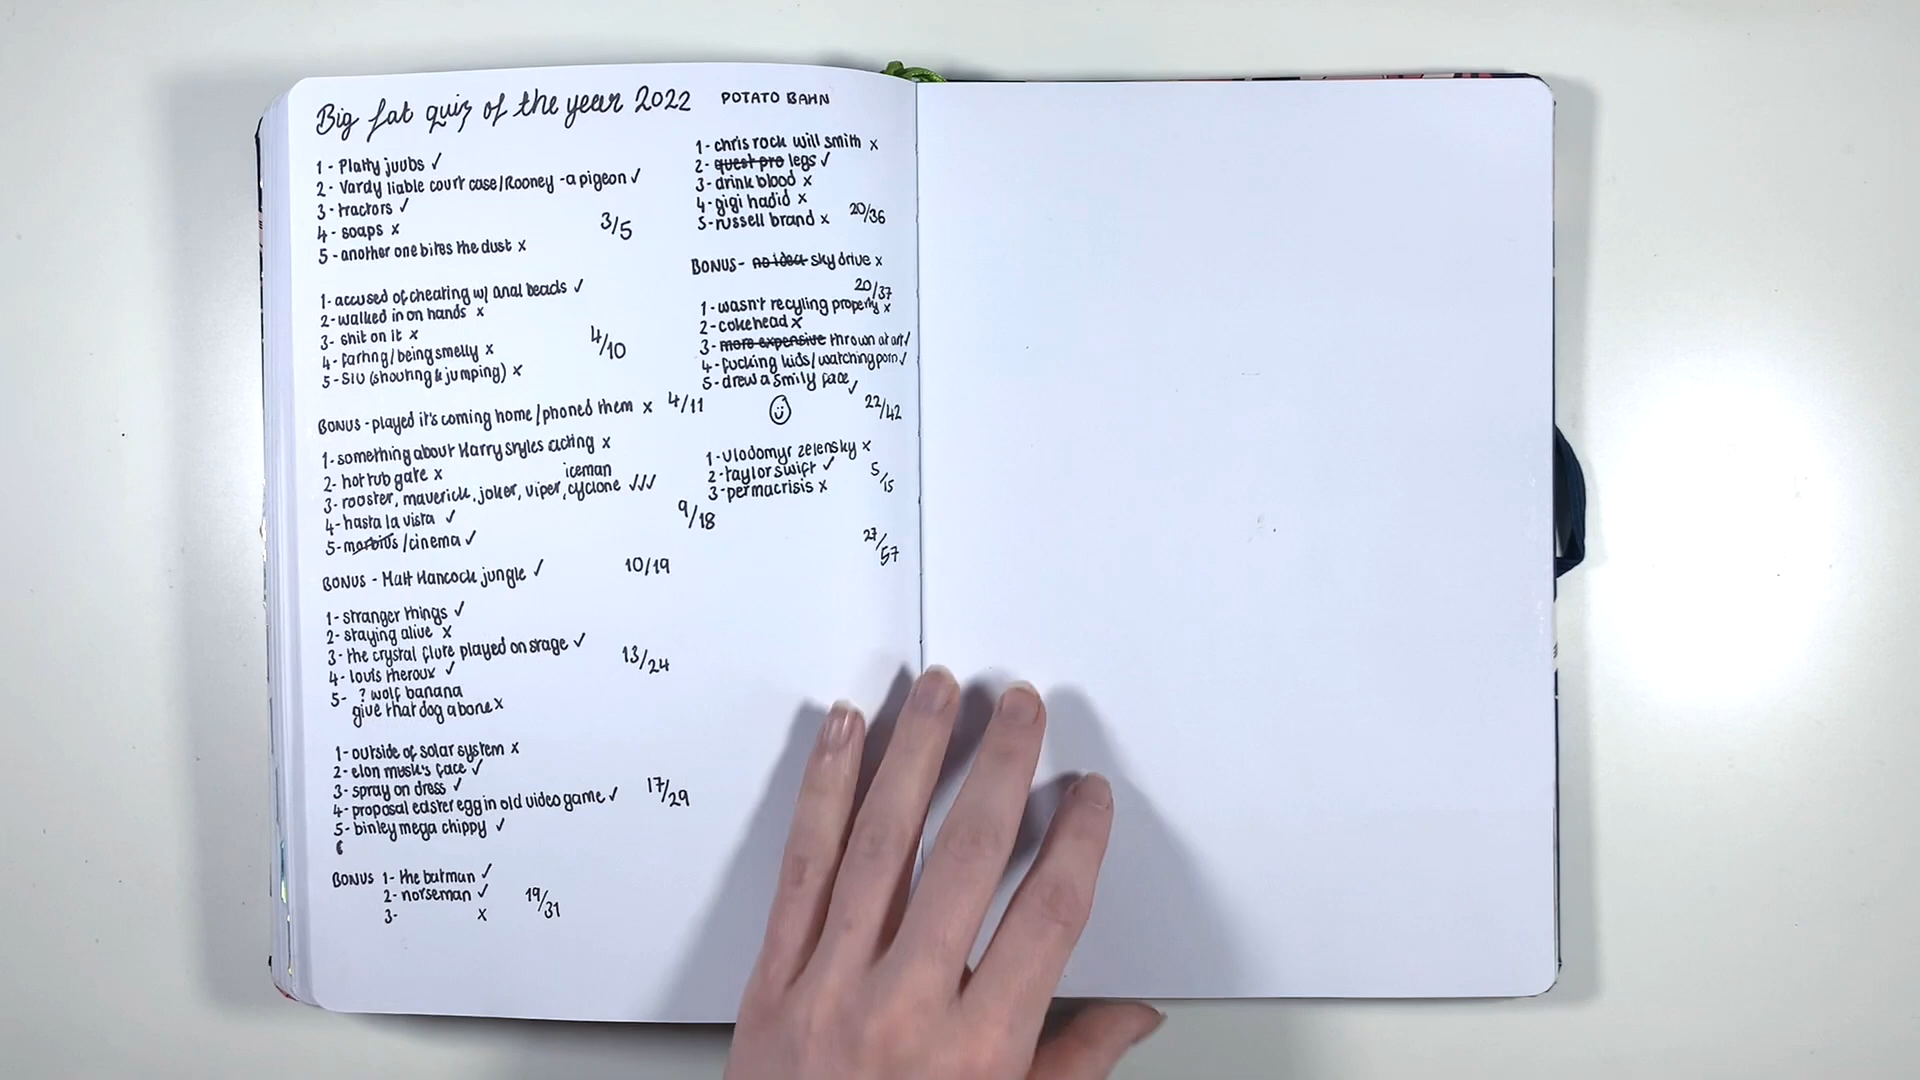 Big fat quiz of the year 2022
POTATO BAHN
1 - Platty juubs ✓
2 - Vardy liable court case/Rooney - a pigeon ✓
3 - tractors ✓
4 - soaps x
5 - another one bites the dust x
3/5
1 - accused of cheating w/ anal beads ✓
2 - walked in on hands x
3 - shit on it x
4 - farting/being smelly x
5 - SIU (shouting & jumping) x
4/10
BONUS - played it's coming home/phoned them x 4/11
1 - something about Harry Styles acting x
2 - hot tub gate x
iceman
3 - rooster, maverick, joker, viper, cyclone ✓✓✓
4 - hasta la vista ✓
5 - morbius /cinema ✓
9/18
BONUS - Matt Hancock jungle ✓ 10/19
1 - stranger things ✓
2 - staying alive x
3 - the crystal flute played on stage ✓
4 - louis theroux ✓
5 - ? wolf banana
give that dog a bone x
13/24
1 - outside of solar system x
2 - elon musk's face ✓
3 - spray on dress ✓
4 - proposal easter egg in old video game ✓
5 - binley mega chippy ✓
17/29
BONUS 1 - the batman ✓
2 - norseman ✓
3 - x
19/31
1 - chris rock will smith x
2 - quest pro legs ✓
3 - drink blood x
4 - gigi hadid x
5 - russell brand x
20/36
BONUS - no idea sky drive x
20/37
1 - wasn't recyling properly x
2 - cokehead x
3 - more expensive thrown at art ✓
4 - fucking kids/watching porn ✓
5 - drew a smily face ✓
22/42
1 - Vlodomyr zelensky x
2 - taylor swift ✓
3 - permacrisis x
5/15
27/57